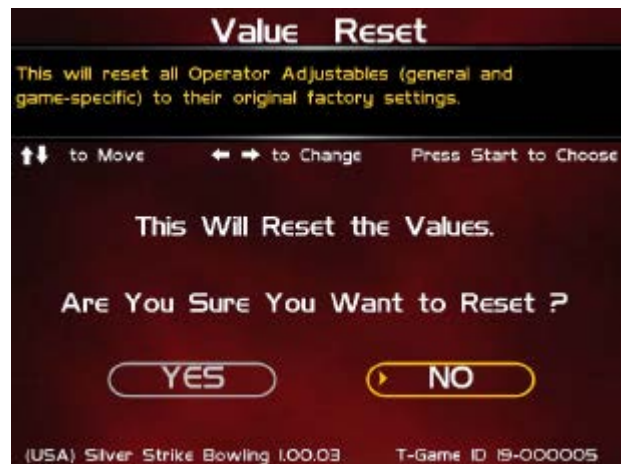 Value Reset
This will reset all Operator Adjustables (general and
game-specific) to their original factory settings.
↑↓ to Move ← → to Change Press Start to Choose
This Will Reset the Values.
Are You Sure You Want to Reset ?
YES NO
(USA) Silver Strike Bowling 1.00.03 T-Game ID 19-000005